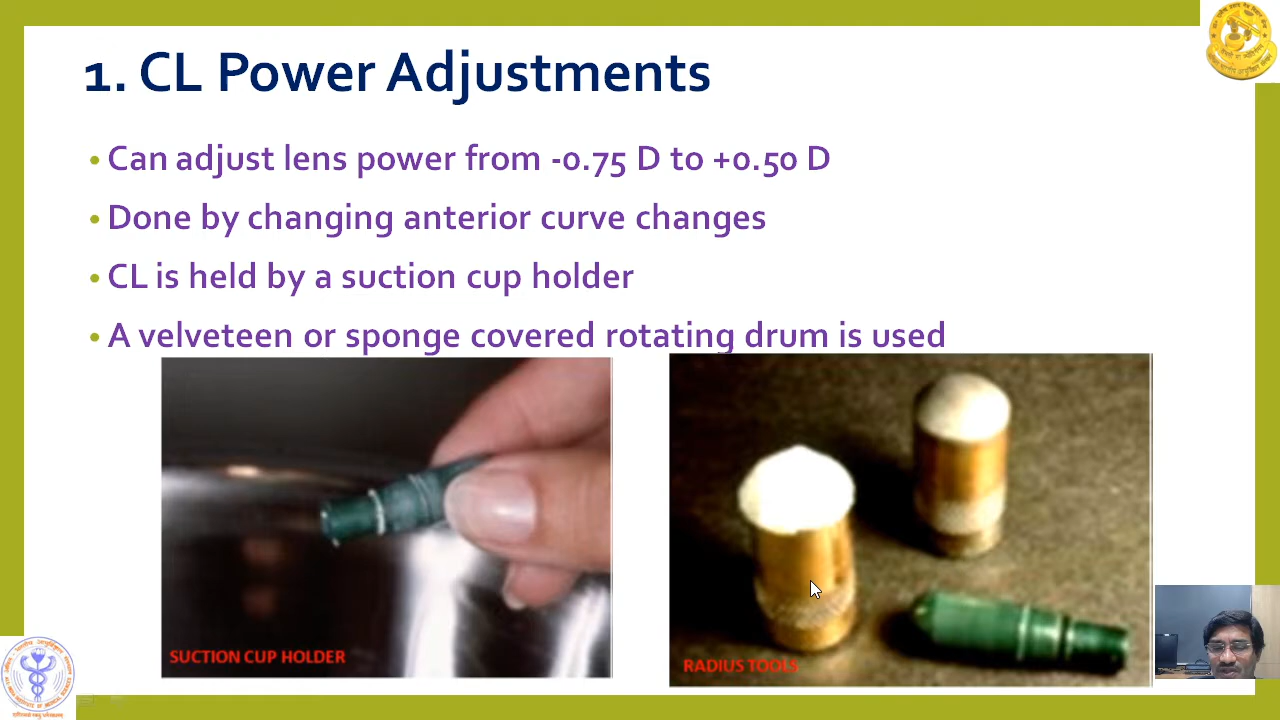 1. CL Power Adjustments
• Can adjust lens power from -0.75 D to +0.50 D
• Done by changing anterior curve changes
• CL is held by a suction cup holder
• A velveteen or sponge covered rotating drum is used
SUCTION CUP HOLDER
RADIUS TOOLS